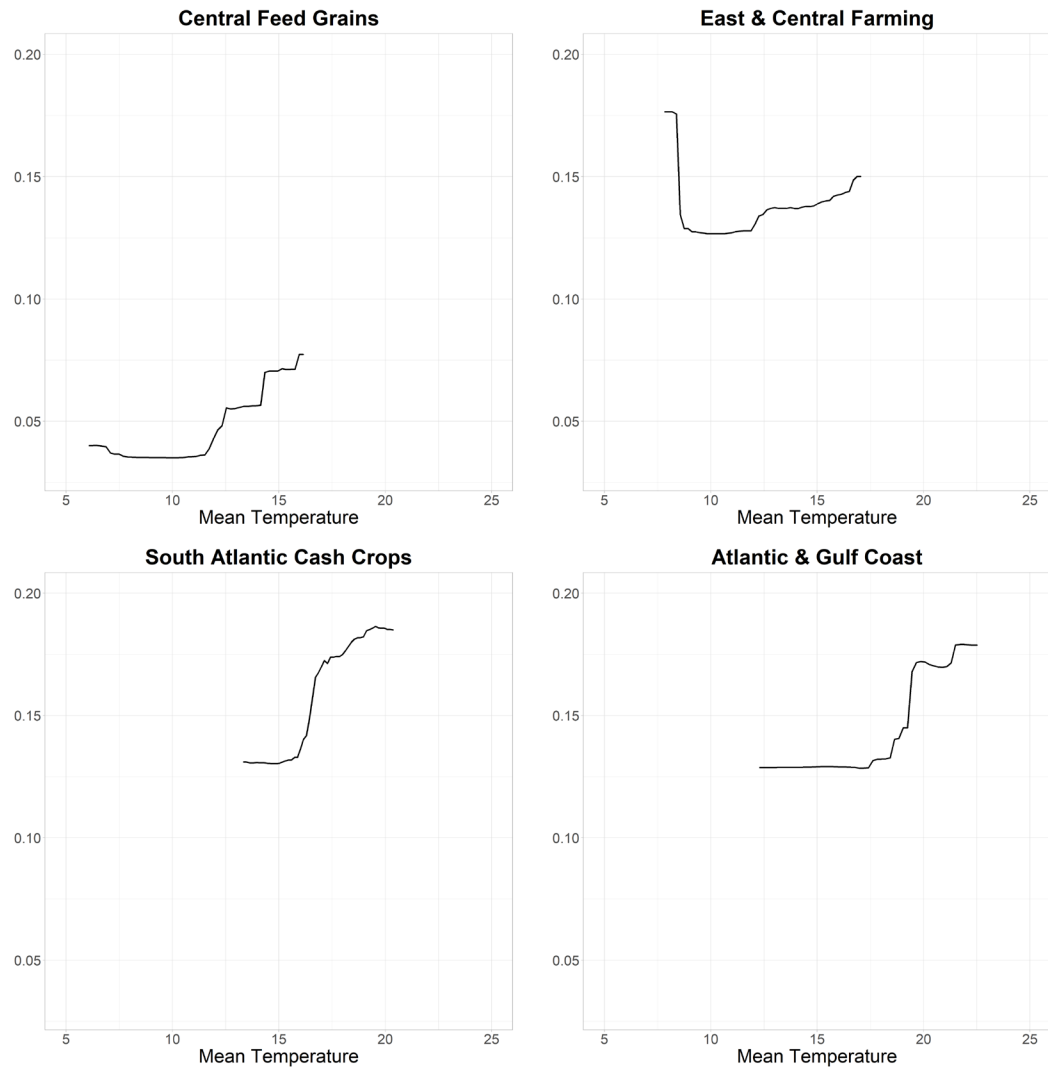 Central Feed Grains
0.20
0.15
0.10
0.05
5 10 15 20 25
Mean Temperature
East & Central Farming
0.20
0.15
0.10
0.05
5 10 15 20 25
Mean Temperature
South Atlantic Cash Crops
0.20
0.15
0.10
0.05
5 10 15 20 25
Mean Temperature
Atlantic & Gulf Coast
0.20
0.15
0.10
0.05
5 10 15 20 25
Mean Temperature